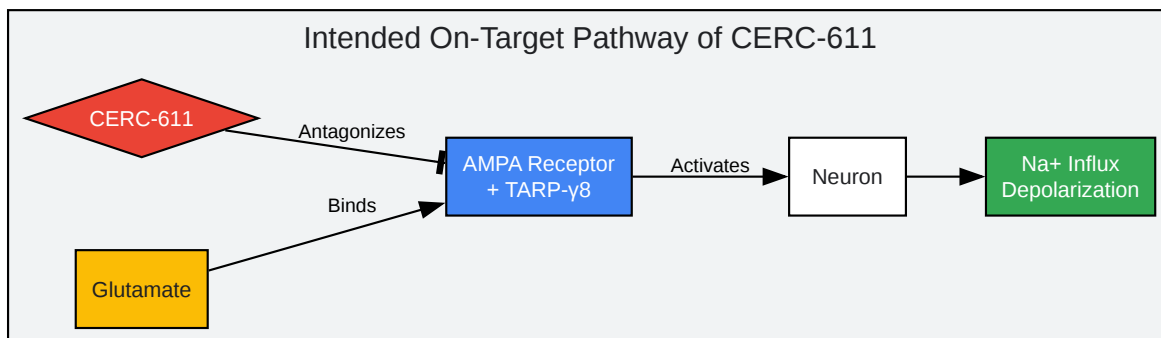 Intended On-Target Pathway of CERC-611
CERC-611
Antagonizes
AMPA Receptor
+ TARP-γ8
Activates
Neuron
Na+ Influx
Depolarization
Binds
Glutamate